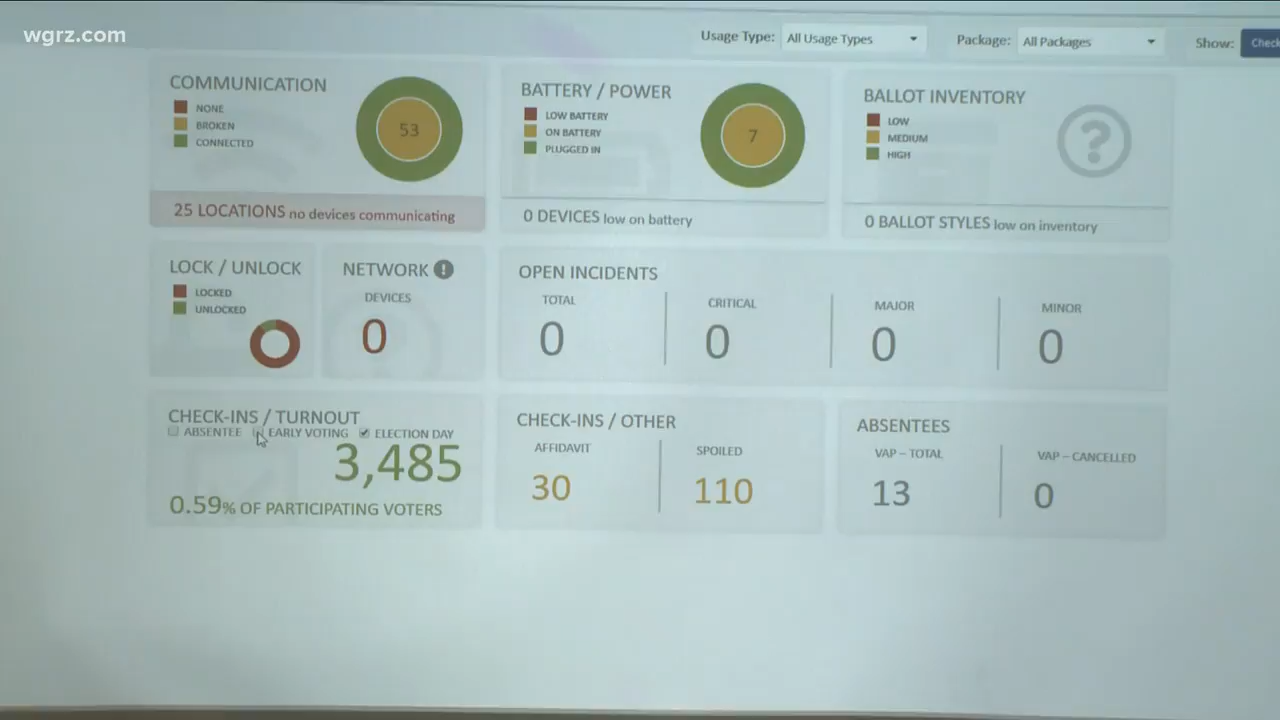 wgrz.com
Usage Type: All Usage Types Package: All Packages Show: Check
COMMUNICATION
NONE
BROKEN
CONNECTED
53
25 LOCATIONS no devices communicating
BATTERY / POWER
LOW BATTERY
ON BATTERY
PLUGGED IN
7
0 DEVICES low on battery
BALLOT INVENTORY
LOW
MEDIUM
HIGH
?
0 BALLOT STYLES low on inventory
LOCK / UNLOCK
LOCKED
UNLOCKED
NETWORK !
DEVICES
0
OPEN INCIDENTS
TOTAL CRITICAL MAJOR MINOR
0 0 0 0
CHECK-INS / TURNOUT
ABSENTEE EARLY VOTING ELECTION DAY
3,485
0.59% OF PARTICIPATING VOTERS
CHECK-INS / OTHER
AFFIDAVIT SPOILED
30 110
ABSENTEES
VAP – TOTAL VAP – CANCELLED
13 0